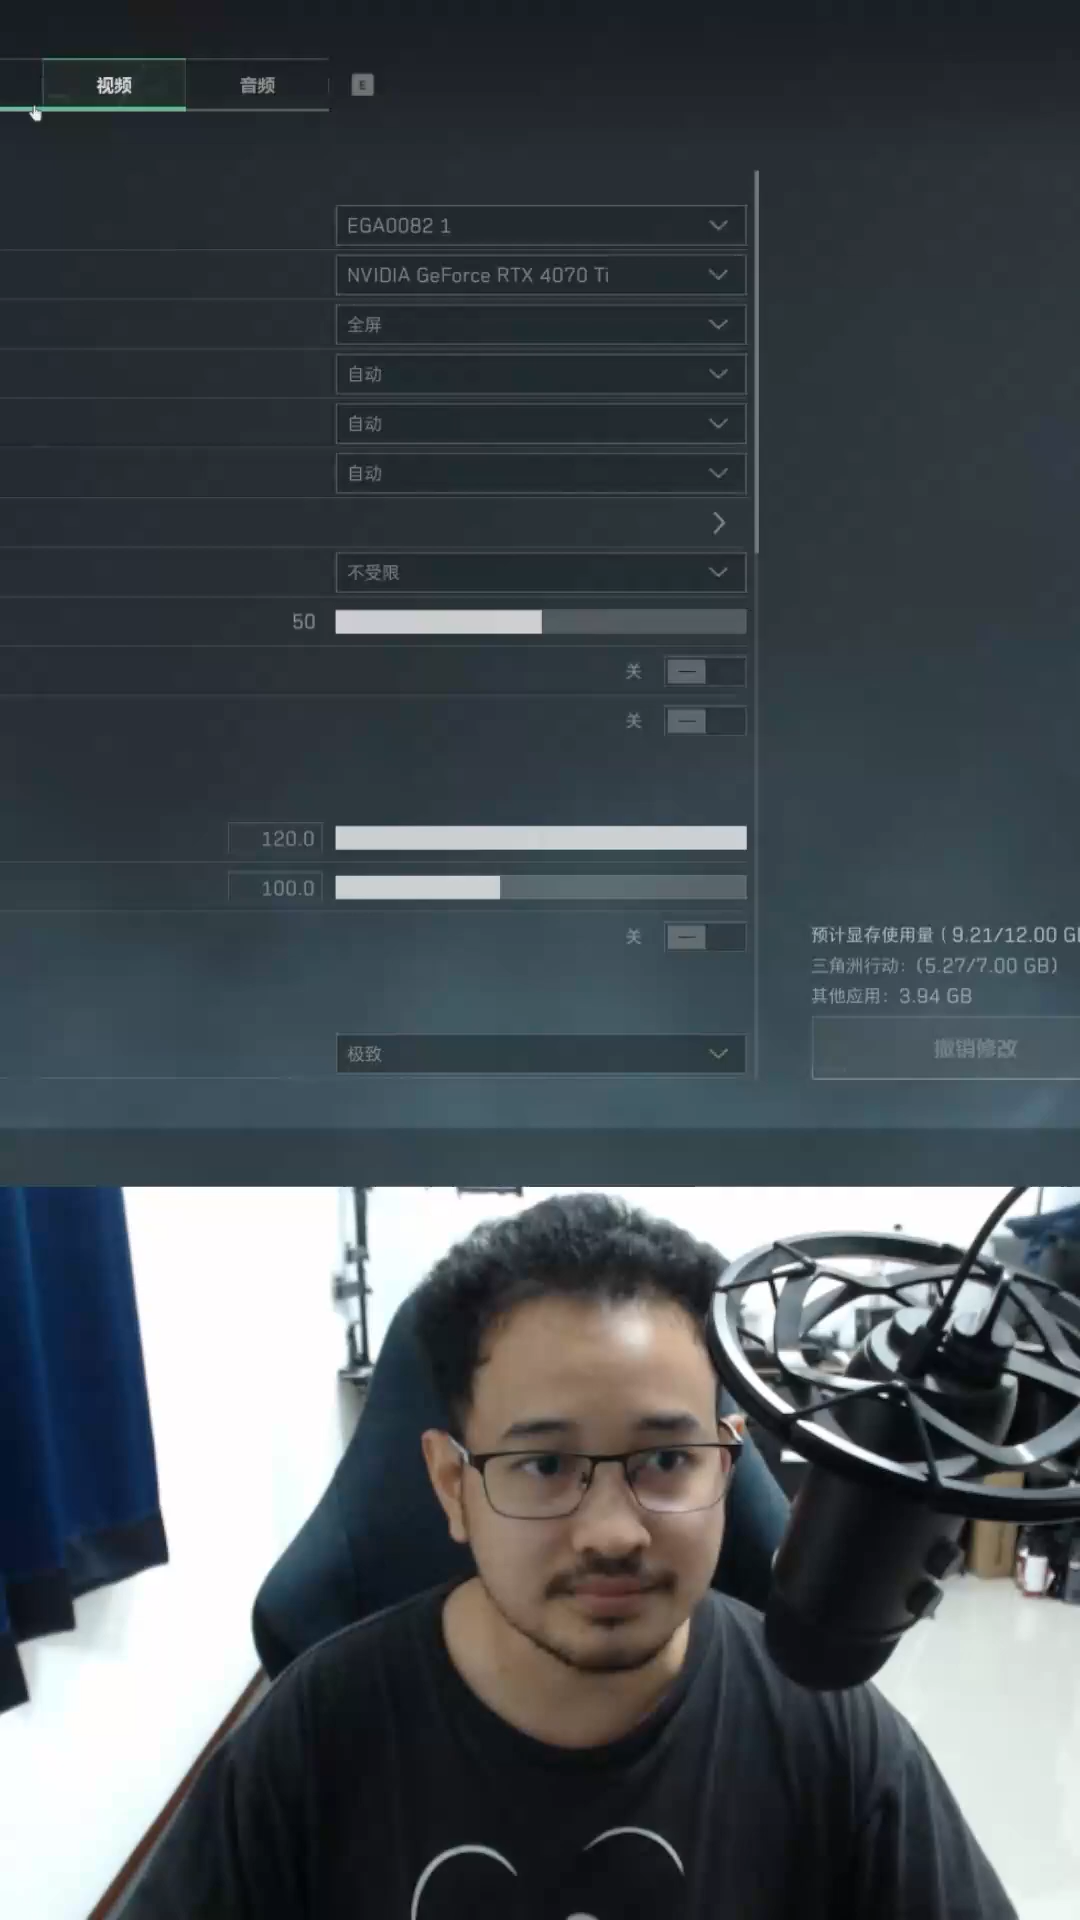 视频
音频
E
EGA0082 1
NVIDIA GeForce RTX 4070 Ti
全屏
自动
自动
自动
不受限
50
关
关
120.0
100.0
关
预计显存使用量 ( 9.21/12.00 G
三角洲行动: (5.27/7.00 GB)
其他应用: 3.94 GB
极致
撤销修改